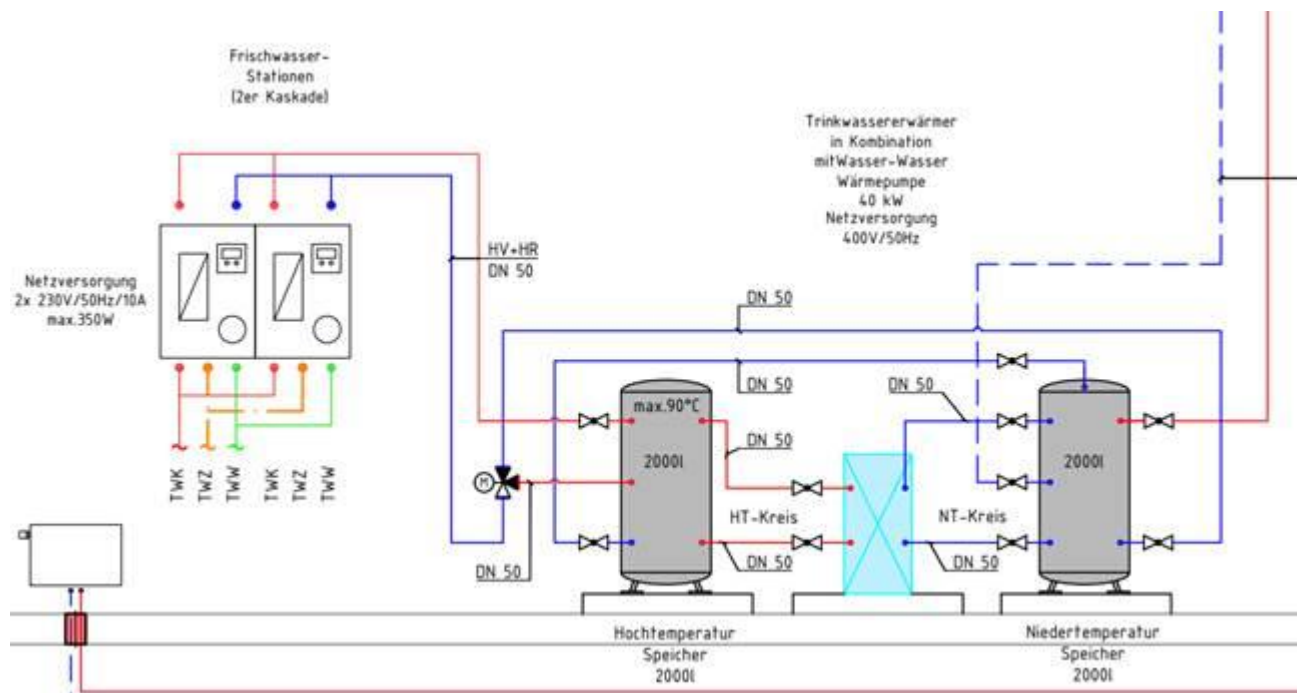 Frischwasser-
Stationen
(2er Kaskade)
Trinkwassererwärmer
in Kombination
mitWasser-Wasser
Wärmepumpe
40 kW
Netzversorgung
400V/50Hz
HV+HR
DN 50
Netzversorgung
2x 230V/50Hz/10A
max.350W
DN 50
DN 50
DN 50
max.90°C
DN 50
2000l
2000l
M
HT-Kreis
NT-Kreis
TWK
TWZ
TWW
TWK
TWZ
TWW
DN 50
DN 50
DN 50
Hochtemperatur
Speicher
2000l
Niedertemperatur
Speicher
2000l